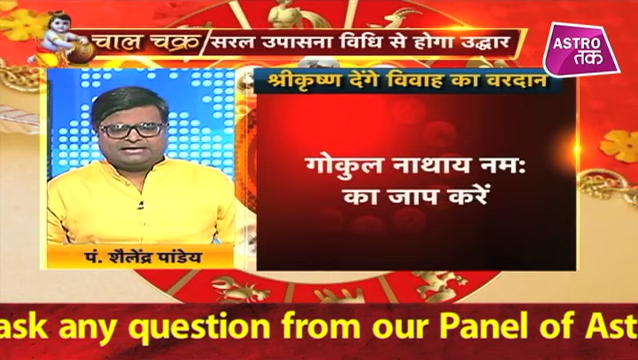 चाल चक्र/सरल उपासना विधि से होगा उद्धार
ASTRO
तक
श्रीकृष्ण देंगे विवाह का वरदान
गोकुल नाथाय नम:
का जाप करें
पं. शैलेंद्र पांडेय
ask any question from our Panel of Ast